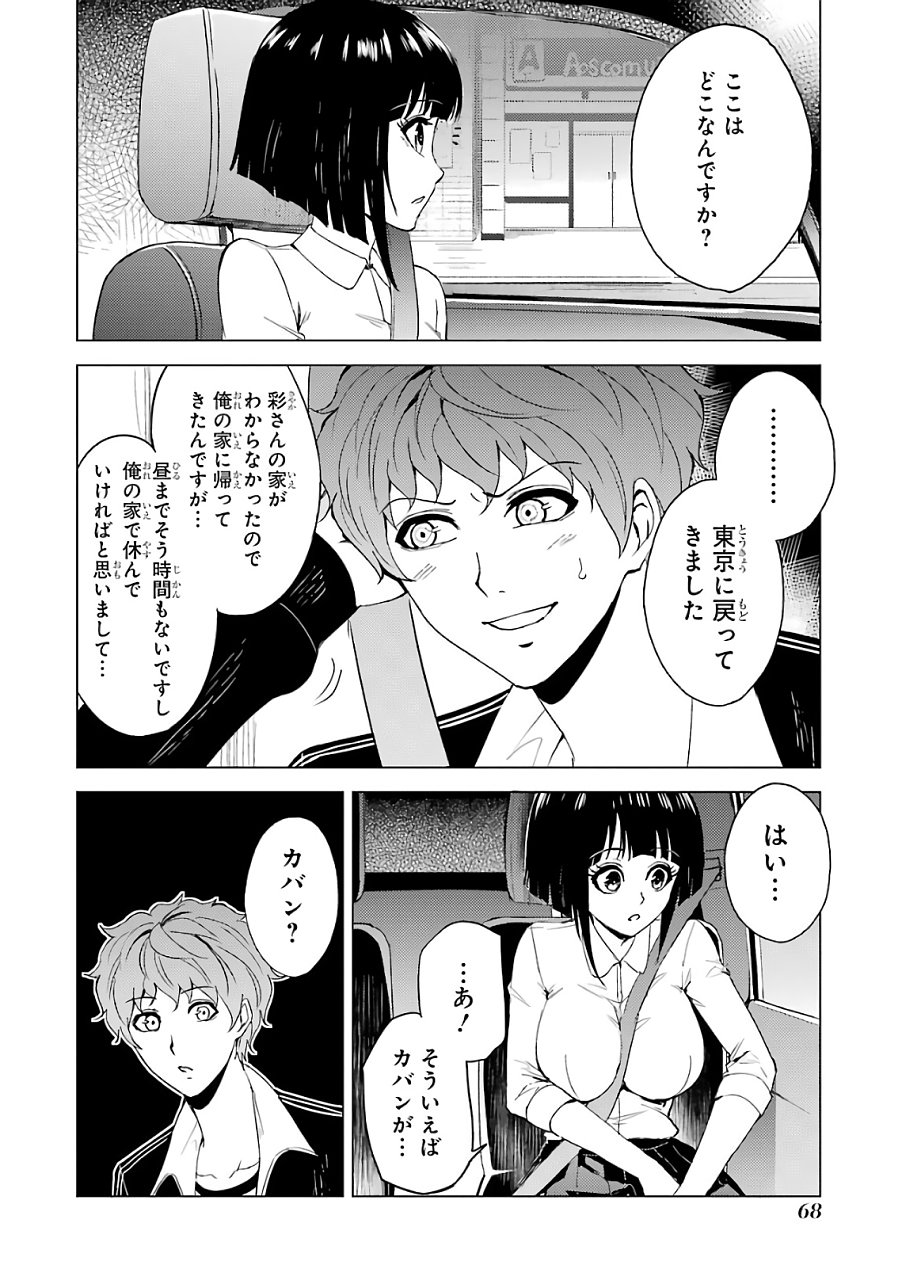 ここは
どこなんですか?
A Aoscomu
…………
東京に戻って
きました
彩さんの家が
わからなかったので
俺の家に帰って
きたんですが…
昼までそう時間もないですし
俺の家で休んで
いければと思いまして…
はい…
…あ!
そういえば
カバンが…
カバン?
68